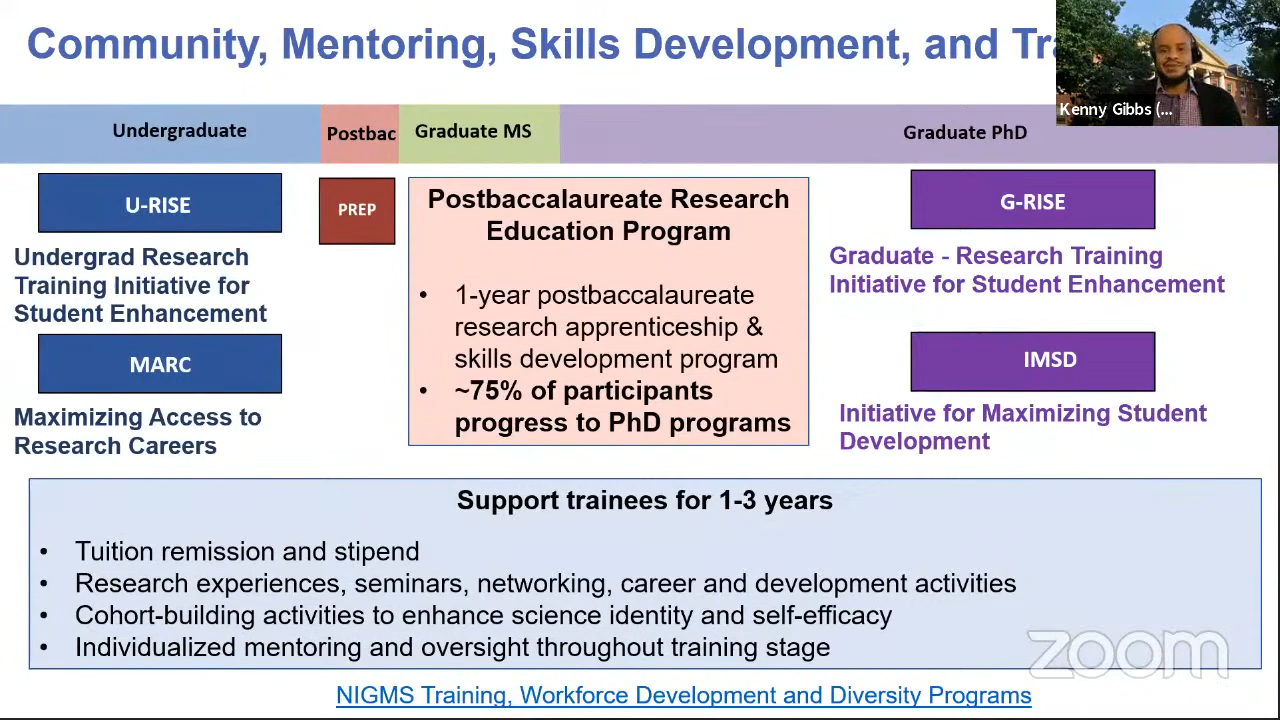 Community, Mentoring, Skills Development, and Tra
Kenny Gibbs (...
Undergraduate
Postbac
Graduate MS
Graduate PhD
U-RISE
Undergrad Research
Training Initiative for
Student Enhancement
MARC
Maximizing Access to
Research Careers
PREP
Postbaccalaureate Research
Education Program
• 1-year postbaccalaureate
research apprenticeship &
skills development program
• ~75% of participants
progress to PhD programs
G-RISE
Graduate - Research Training
Initiative for Student Enhancement
IMSD
Initiative for Maximizing Student
Development
Support trainees for 1-3 years
• Tuition remission and stipend
• Research experiences, seminars, networking, career and development activities
• Cohort-building activities to enhance science identity and self-efficacy
• Individualized mentoring and oversight throughout training stage
zoom
NIGMS Training, Workforce Development and Diversity Programs